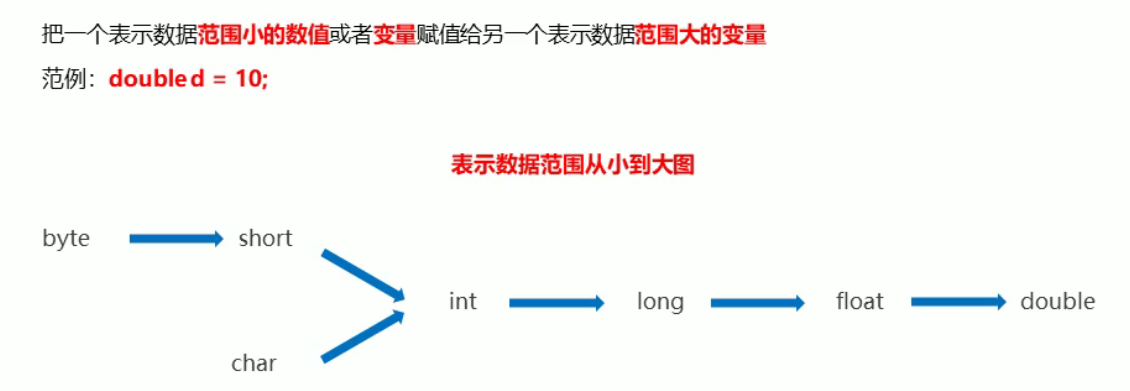 把一个表示数据范围小的数值或者变量赋值给另一个表示数据范围大的变量
范例：double d = 10;
表示数据范围从小到大图
byte short
int long float double
char